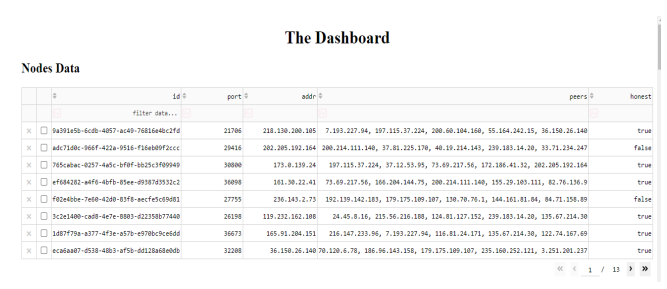 The Dashboard
Nodes Data
id port addr peers honest
filter data...
9a391e5b-6cdb-4057-ac49-76816e4bc2fd 21706 218.130.200.105 7.193.227.94, 197.115.37.224, 200.60.104.160, 55.164.242.15, 36.150.26.140 true
adc71d0c-966f-422a-9516-f16eb09f2ccc 29416 202.205.192.164 200.214.111.140, 37.81.225.170, 40.19.214.143, 239.183.14.20, 33.71.234.247 false
765cabac-0257-4a5c-bf0f-bb25c3f09949 30800 173.0.139.24 197.115.37.224, 37.12.53.95, 73.69.217.56, 172.186.41.32, 202.205.192.164 true
ef684282-a4f6-4bfb-85ee-d9387d3532c2 36098 161.30.22.41 73.69.217.56, 166.204.144.75, 200.214.111.140, 155.29.103.111, 82.76.136.9 true
f02e4bbe-7e60-42d0-83f8-aecfe5c69d81 27755 236.143.2.73 192.139.142.183, 179.175.109.107, 130.70.76.1, 144.161.81.84, 84.71.158.89 false
3c2e1400-cad8-4e7e-8803-d22358b77440 26198 119.232.162.108 24.45.8.16, 215.56.216.188, 124.81.127.152, 239.183.14.20, 135.67.214.30 true
1d87f79a-a377-4f3e-a57b-e970bc9ce6dd 36673 165.91.204.151 216.147.233.96, 7.193.227.94, 116.81.24.171, 135.67.214.30, 122.74.167.69 true
eca6aa07-d538-48b3-af5b-dd128a68e0db 32208 36.150.26.140 70.120.6.78, 186.96.143.158, 179.175.109.107, 235.160.252.121, 3.251.201.237 true
1 / 13